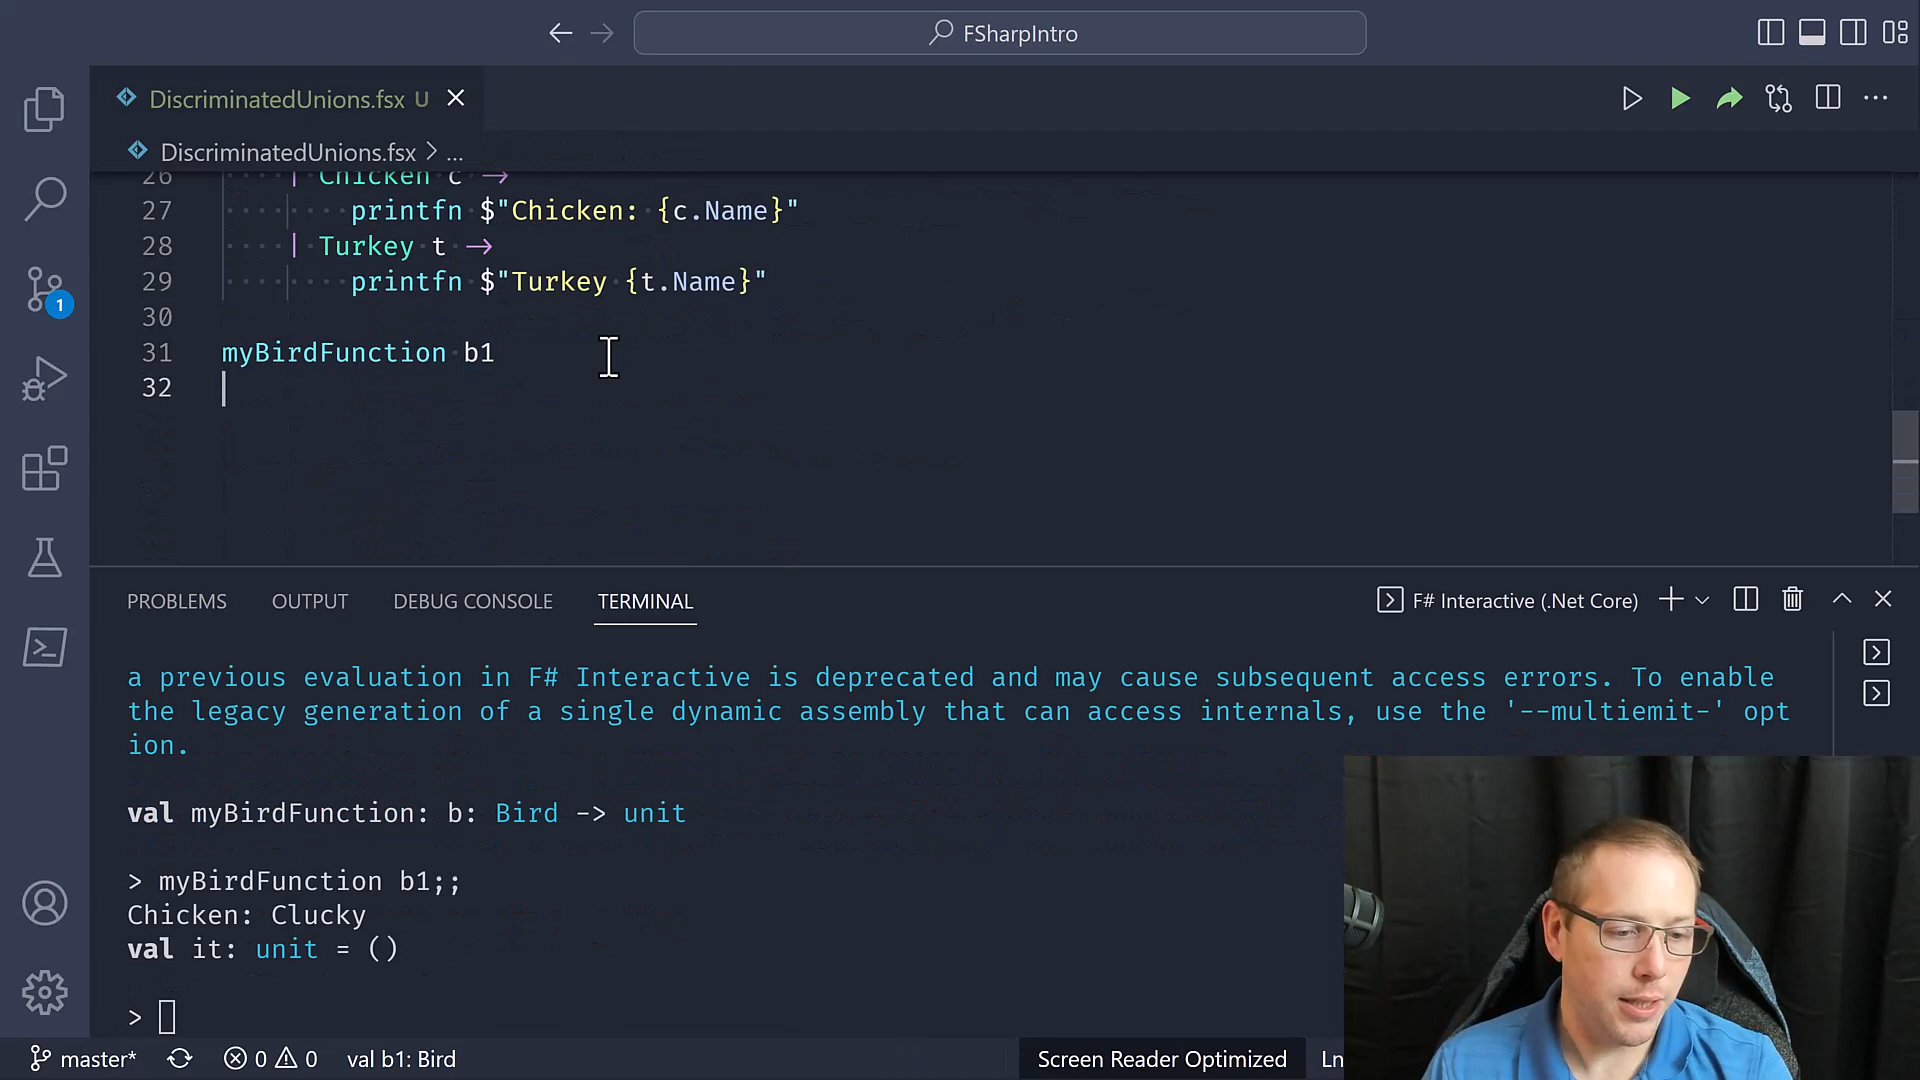 FSharpIntro
DiscriminatedUnions.fsx U
DiscriminatedUnions.fsx > ...
26 | Chicken c ->
27 printfn $"Chicken: {c.Name}"
28 | Turkey t ->
29 printfn $"Turkey {t.Name}"
30
31 myBirdFunction b1
32
PROBLEMS OUTPUT DEBUG CONSOLE TERMINAL F# Interactive (.Net Core)
a previous evaluation in F# Interactive is deprecated and may cause subsequent access errors. To enable
the legacy generation of a single dynamic assembly that can access internals, use the '--multiemit-' opt
ion.
val myBirdFunction: b: Bird -> unit
> myBirdFunction b1;;
Chicken: Clucky
val it: unit = ()
>
1
master* 0 0 val b1: Bird Screen Reader Optimized Ln